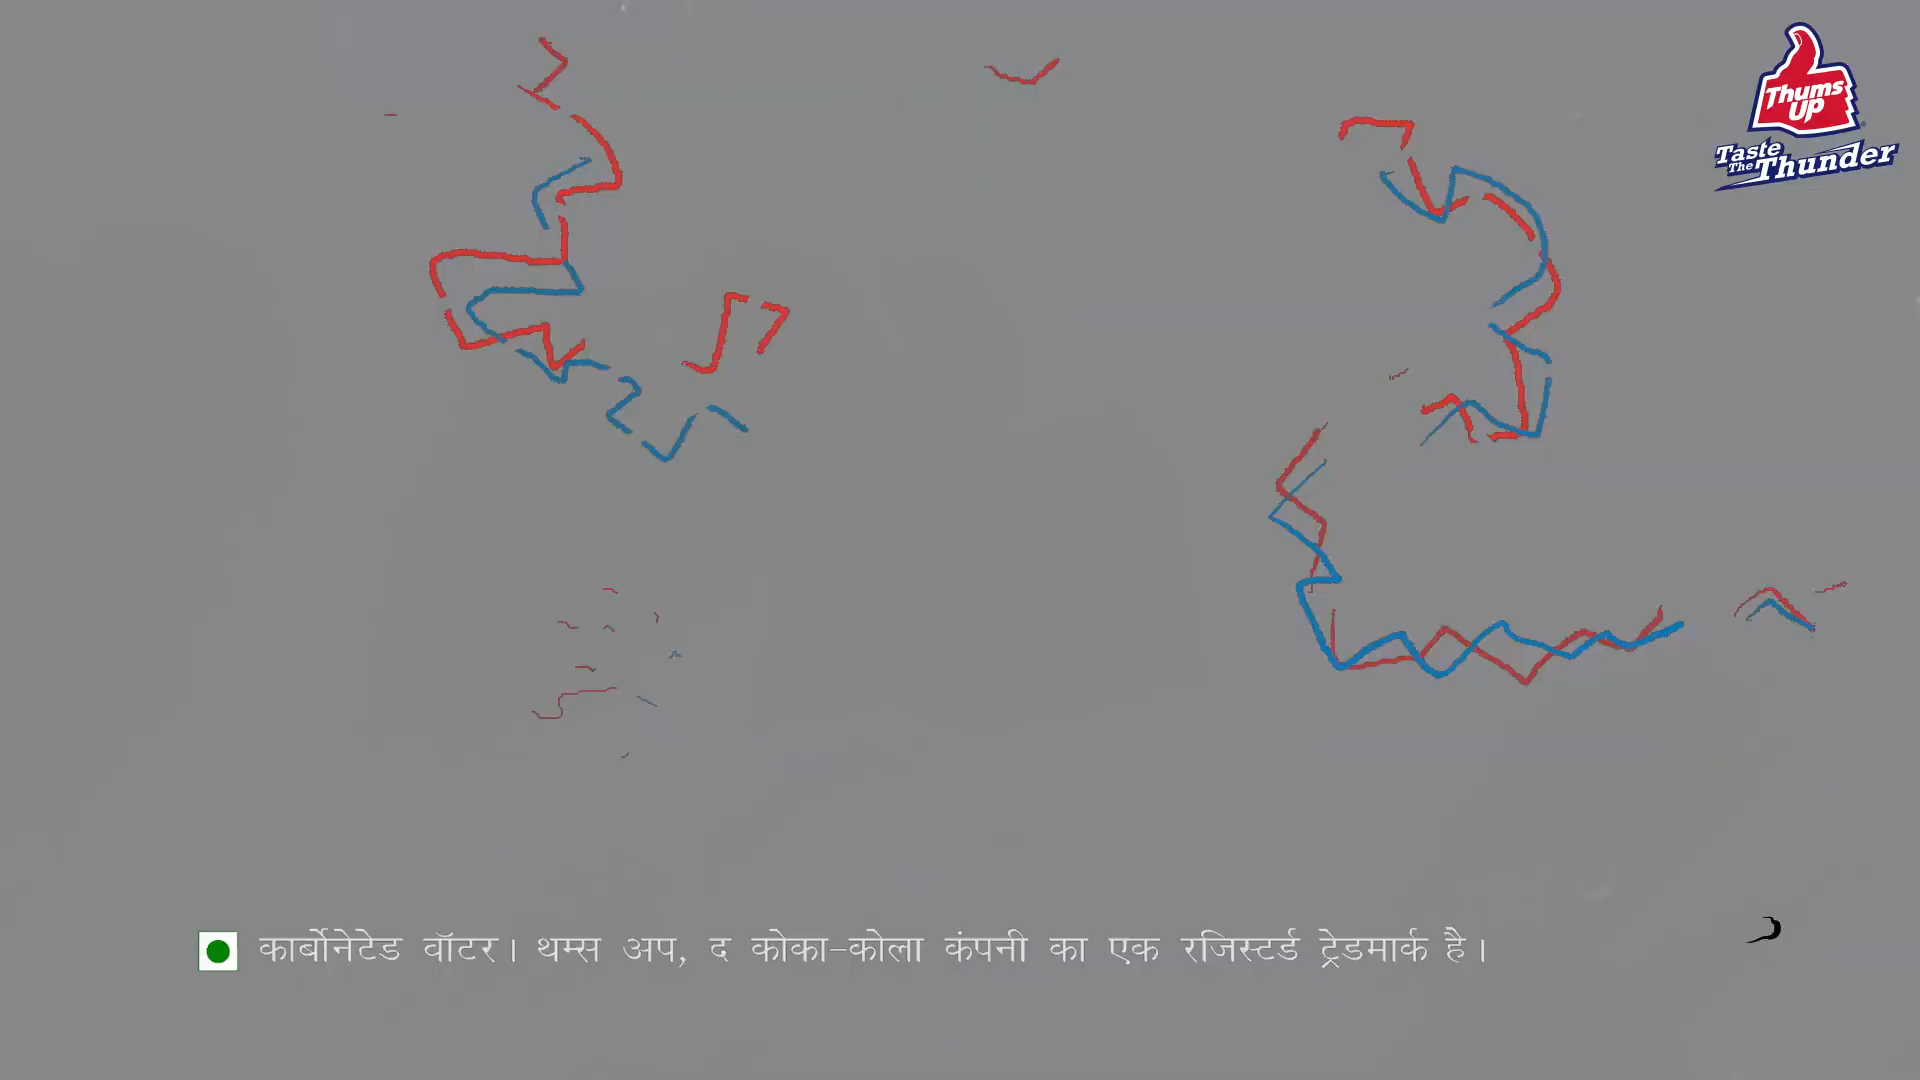 Thums
UP
Taste
The Thunder
कार्बोनेटेड वॉटर। थम्स अप, द कोका-कोला कंपनी का एक रजिस्टर्ड ट्रेडमार्क है।